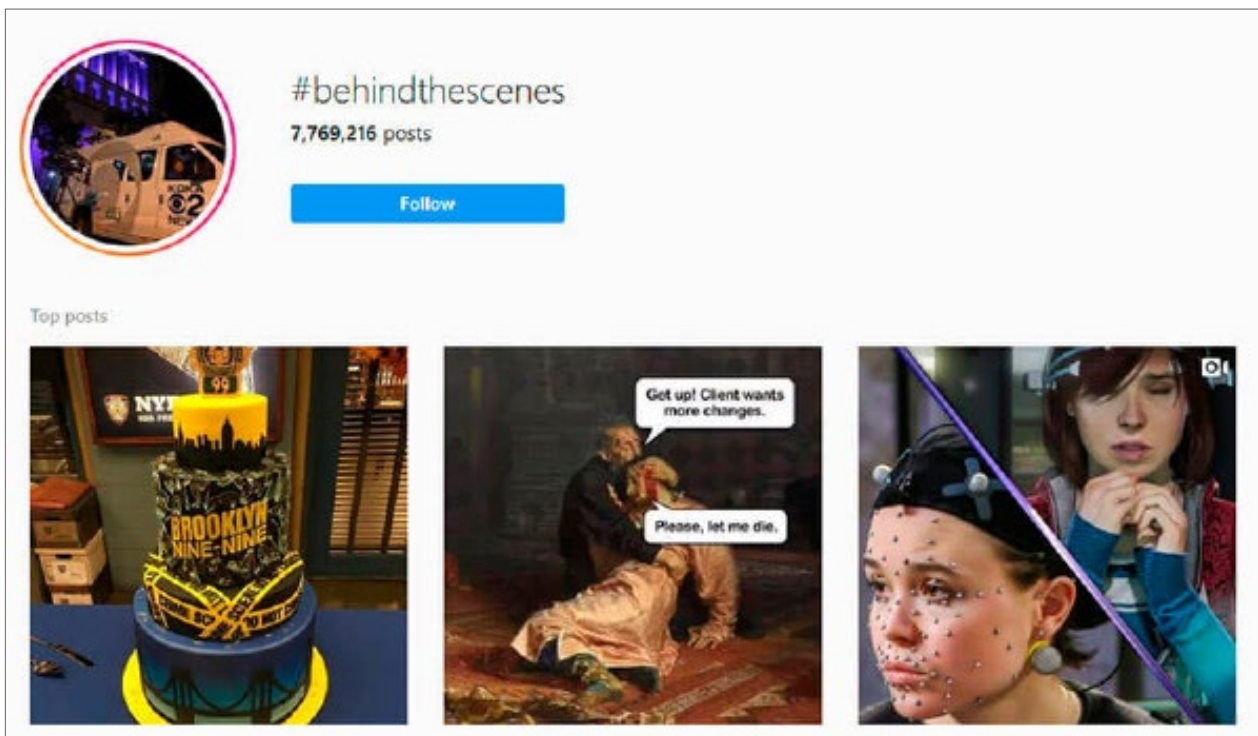 #behindthescenes
7,769,216 posts
Follow
KDKA
2
NEWS
Top posts
99
NYP
BROOKLYN
NINE-NINE
Get up! Client wants
more changes.
Please, let me die.